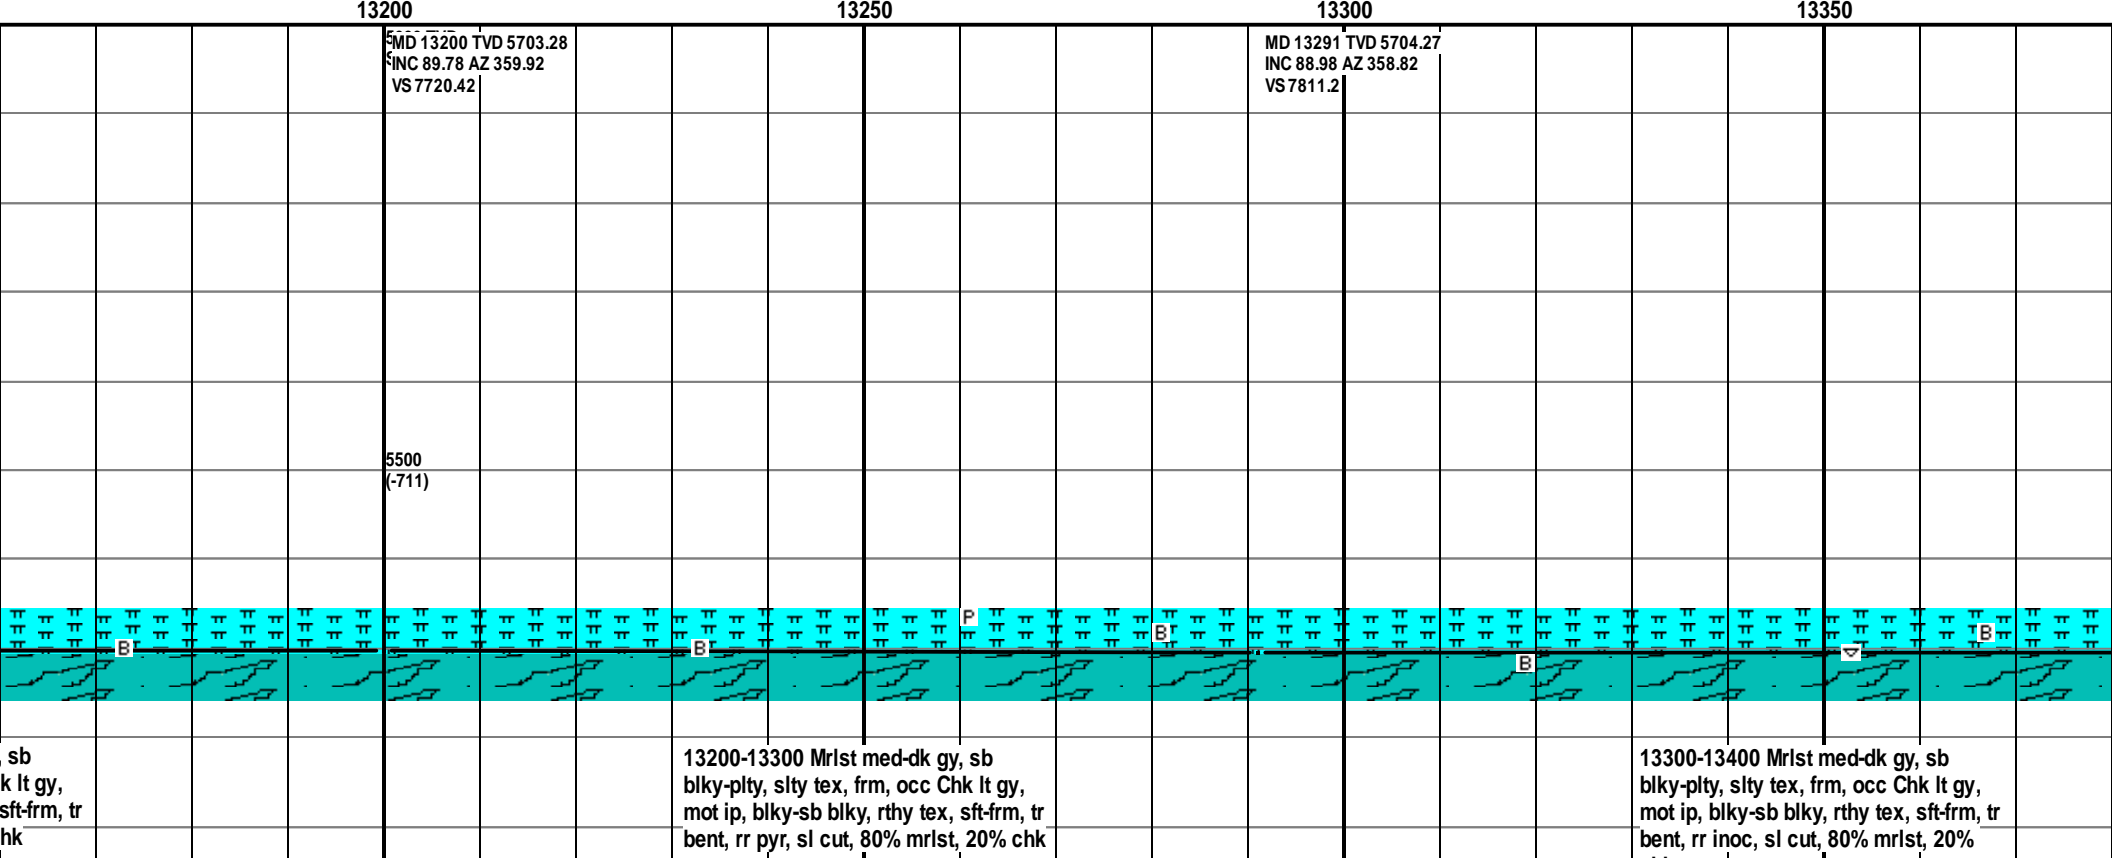 13200 13250 13300 13350
MD 13200 TVD 5703.28
INC 89.78 AZ 359.92
VS 7720.42
MD 13291 TVD 5704.27
INC 88.98 AZ 358.82
VS 7811.2
5500
(-711)
P
B
B
B
B
B
, sb
k lt gy,
sft-frm, tr
hk
13200-13300 Mrlst med-dk gy, sb
blky-plty, slty tex, frm, occ Chk lt gy,
mot ip, blky-sb blky, rthy tex, sft-frm, tr
bent, rr pyr, sl cut, 80% mrlst, 20% chk
13300-13400 Mrlst med-dk gy, sb
blky-plty, slty tex, frm, occ Chk lt gy,
mot ip, blky-sb blky, rthy tex, sft-frm, tr
bent, rr inoc, sl cut, 80% mrlst, 20%